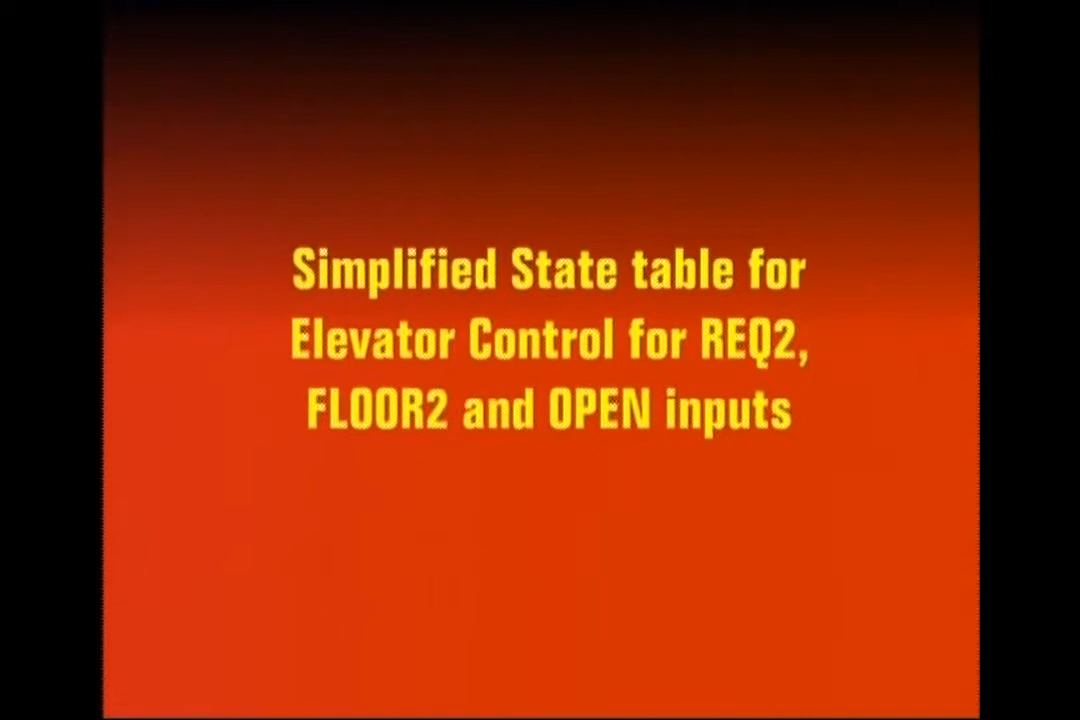 Simplified State table for
Elevator Control for REQ2,
FLOOR2 and OPEN inputs